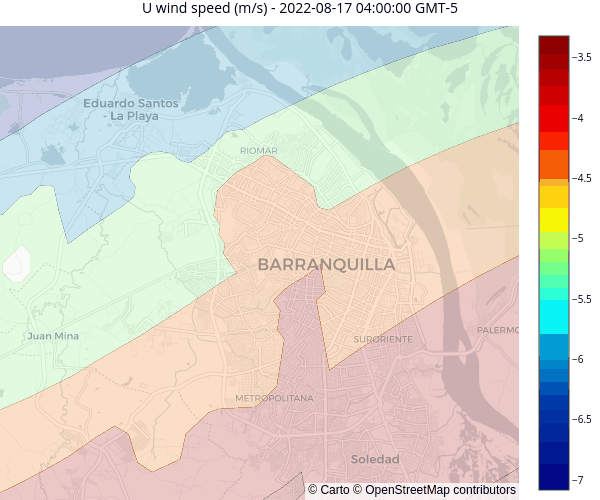 U wind speed (m/s) - 2022-08-17 04:00:00 GMT-5
Eduardo Santos
- La Playa
RIOMAR
BARRANQUILLA
Juan Mina
SURORIENTE
PALERMO
METROPOLITANA
Soledad
© Carto © OpenStreetMap contributors
−3.5
−4
−4.5
−5
−5.5
−6
−6.5
−7